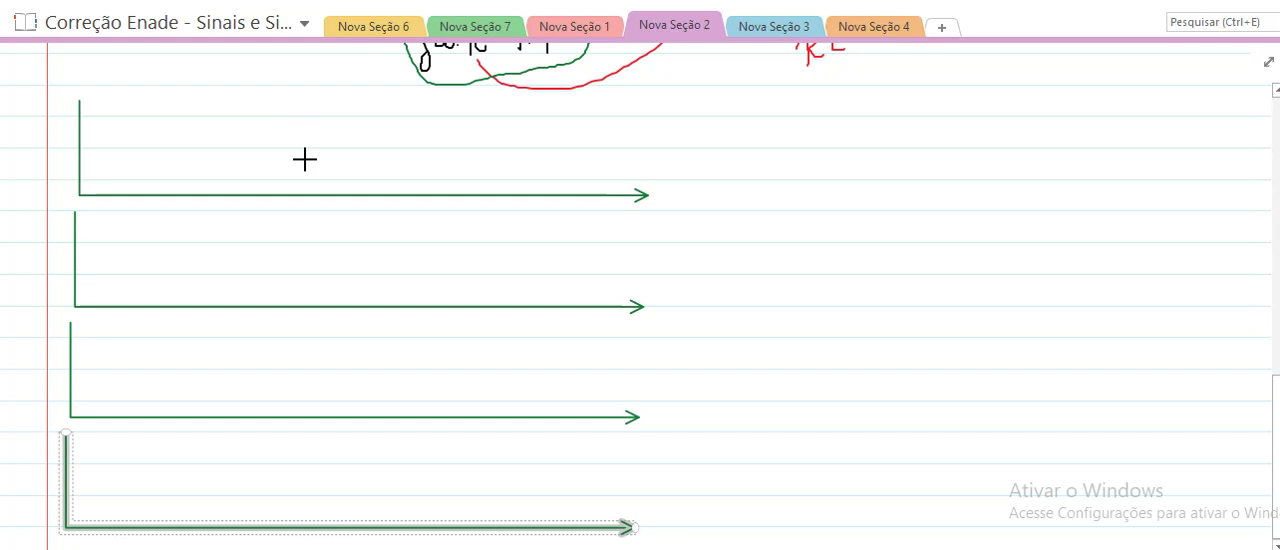 Correção Enade - Sinais e Si...
Nova Seção 6
Nova Seção 7
Nova Seção 1
Nova Seção 2
Nova Seção 3
Nova Seção 4
Pesquisar (Ctrl+E)
Ativar o Windows
Acesse Configurações para ativar o Wind